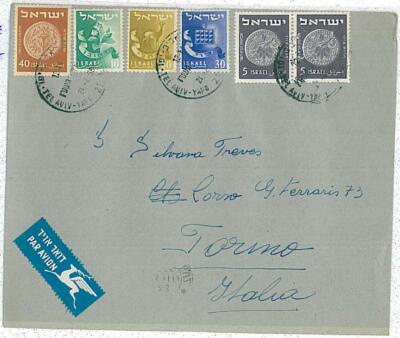 ישראל ישראל ישראל ישראל ישראל ישראל
40 ISRAEL 10 ISRAEL ISRAEL 30 5 ISRAEL 5 ISRAEL
TEL AVIV-YAFO TEL AVIV-YAFO TEL AVIV-YAFO
Silvana Treves
Corso G. Ferraris 73
Torino
Italia
דואר אויר
PAR AVION